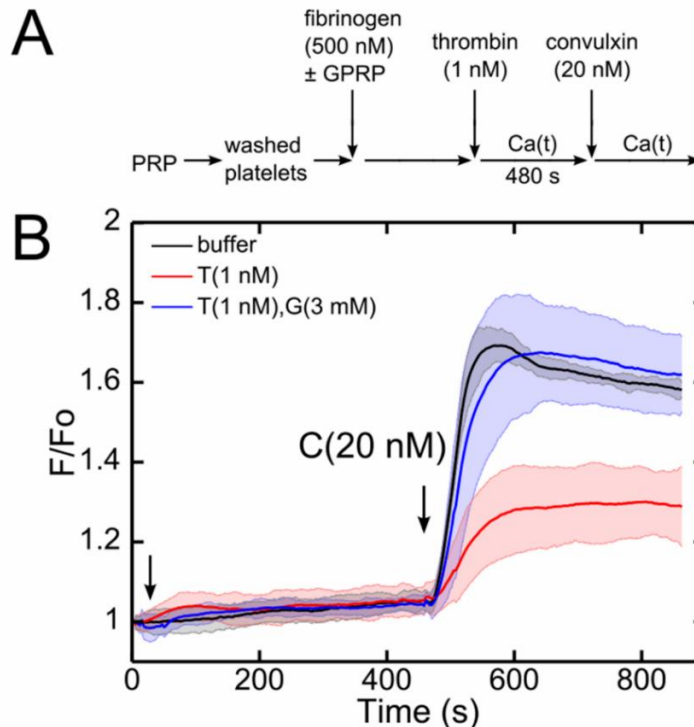 A
fibrinogen
(500 nM)
± GPRP
thrombin
(1 nM)
convulxin
(20 nM)
PRP
washed
platelets
Ca(t)
480 s
Ca(t)
B
buffer
T(1 nM)
T(1 nM),G(3 mM)
C(20 nM)
F/Fo
2
1.8
1.6
1.4
1.2
1
0
200
400
600
800
Time (s)